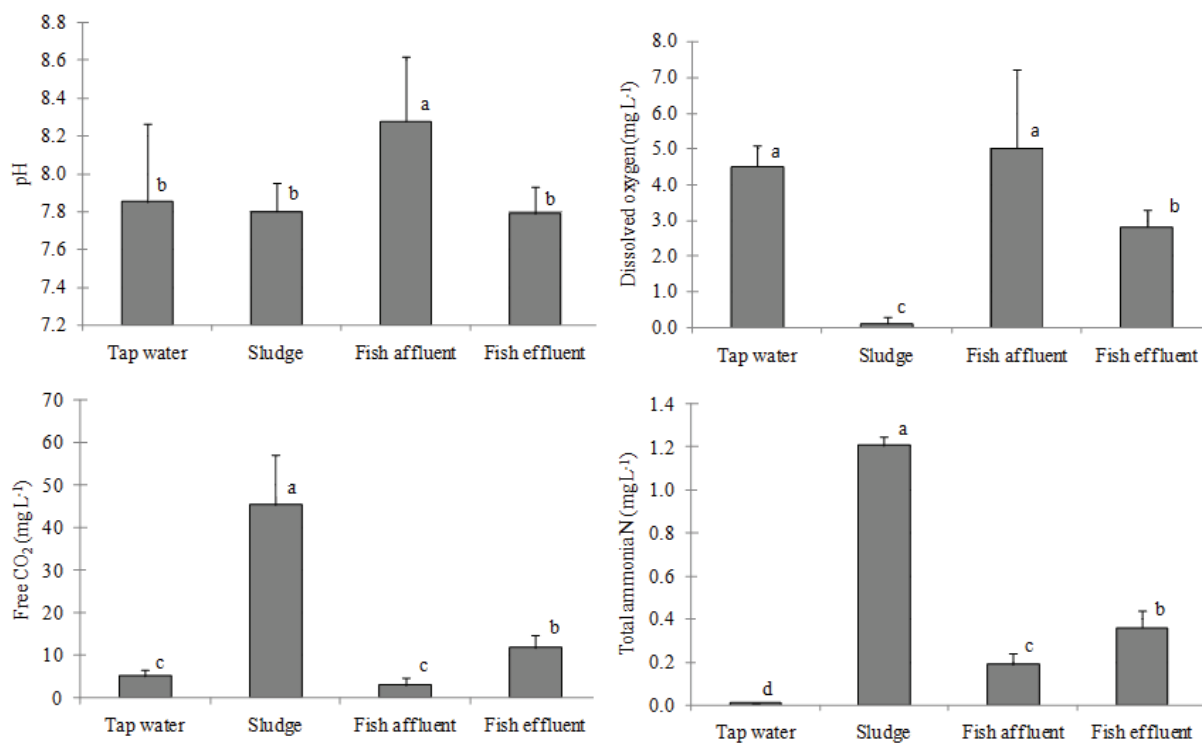 8.8
8.6
8.4
8.2
8.0
7.8
7.6
7.4
7.2
pH
b
b
a
b
Tap water Sludge Fish affluent Fish effluent
8.0
7.0
6.0
5.0
4.0
3.0
2.0
1.0
0.0
Dissolved oxygen (mg L-1)
a
c
a
b
Tap water Sludge Fish affluent Fish effluent
70
60
50
40
30
20
10
0
Free CO₂ (mg L-1)
c
a
c
b
Tap water Sludge Fish affluent Fish effluent
1.4
1.2
1.0
0.8
0.6
0.4
0.2
0.0
Total ammonia N (mg L-1)
d
a
c
b
Tap water Sludge Fish affluent Fish effluent